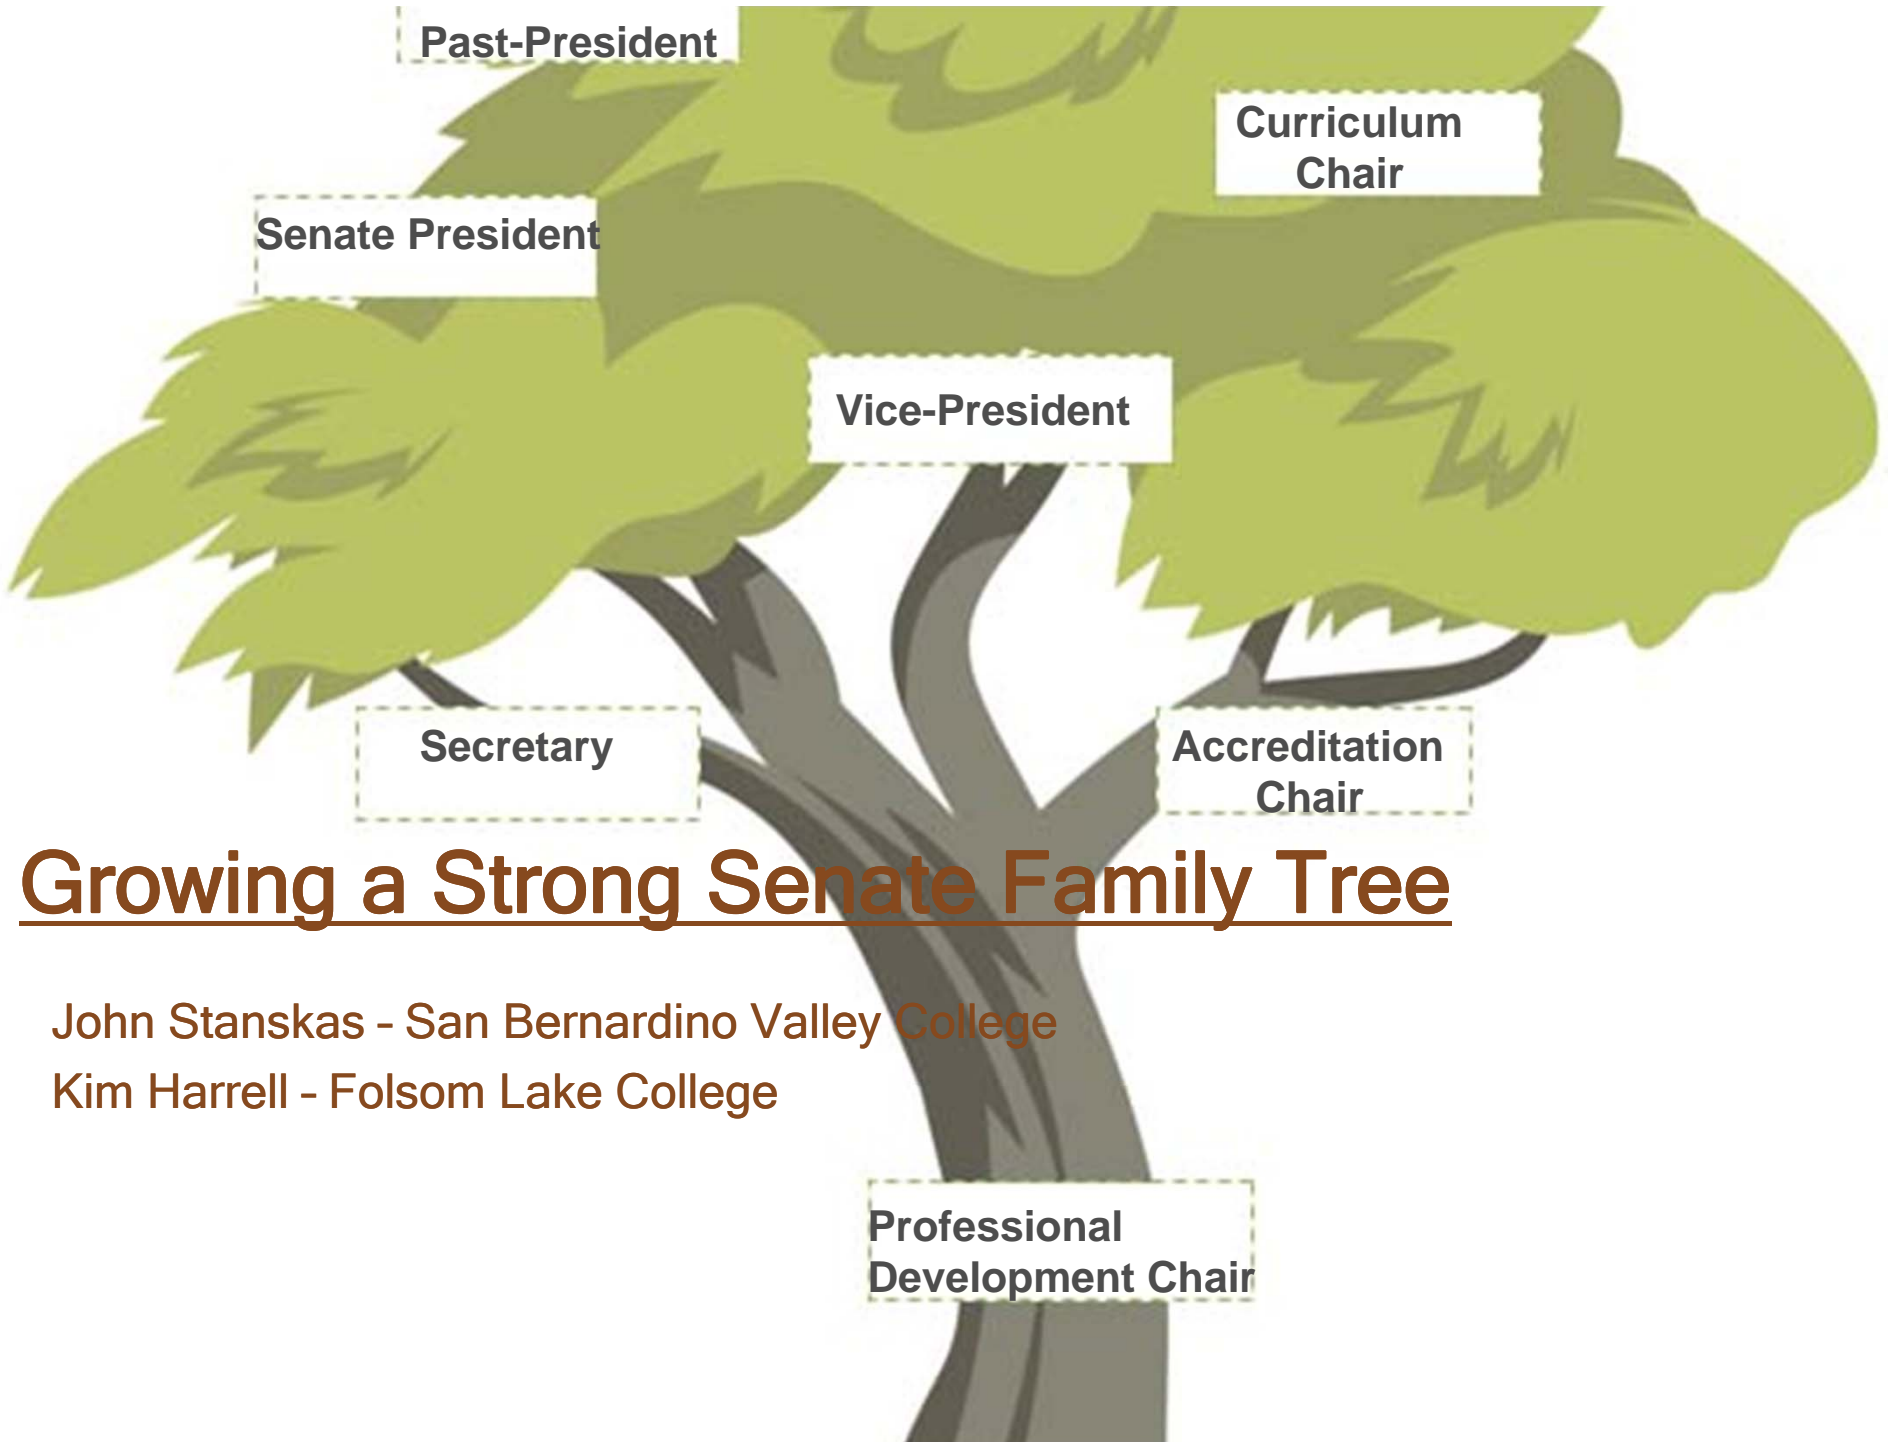 Past-President
Curriculum
Chair
Senate President
Vice-President
Secretary
Accreditation
Chair
Growing a Strong Senate Family Tree
John Stanskas - San Bernardino Valley College
Kim Harrell - Folsom Lake College
Professional
Development Chair